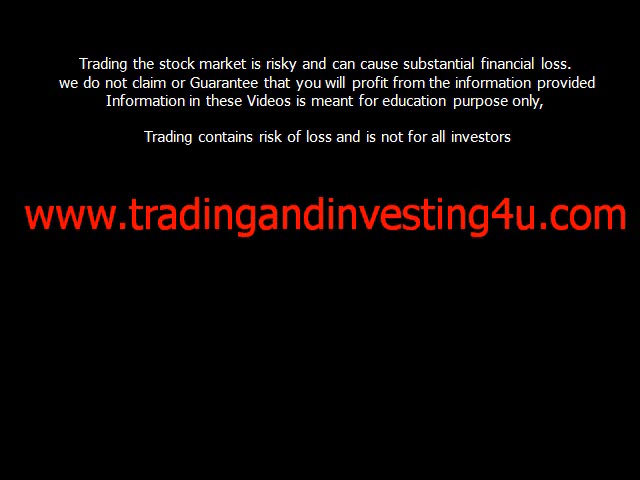 Trading the stock market is risky and can cause substantial financial loss.
we do not claim or Guarantee that you will profit from the information provided
Information in these Videos is meant for education purpose only,
Trading contains risk of loss and is not for all investors
www.tradingandinvesting4u.com